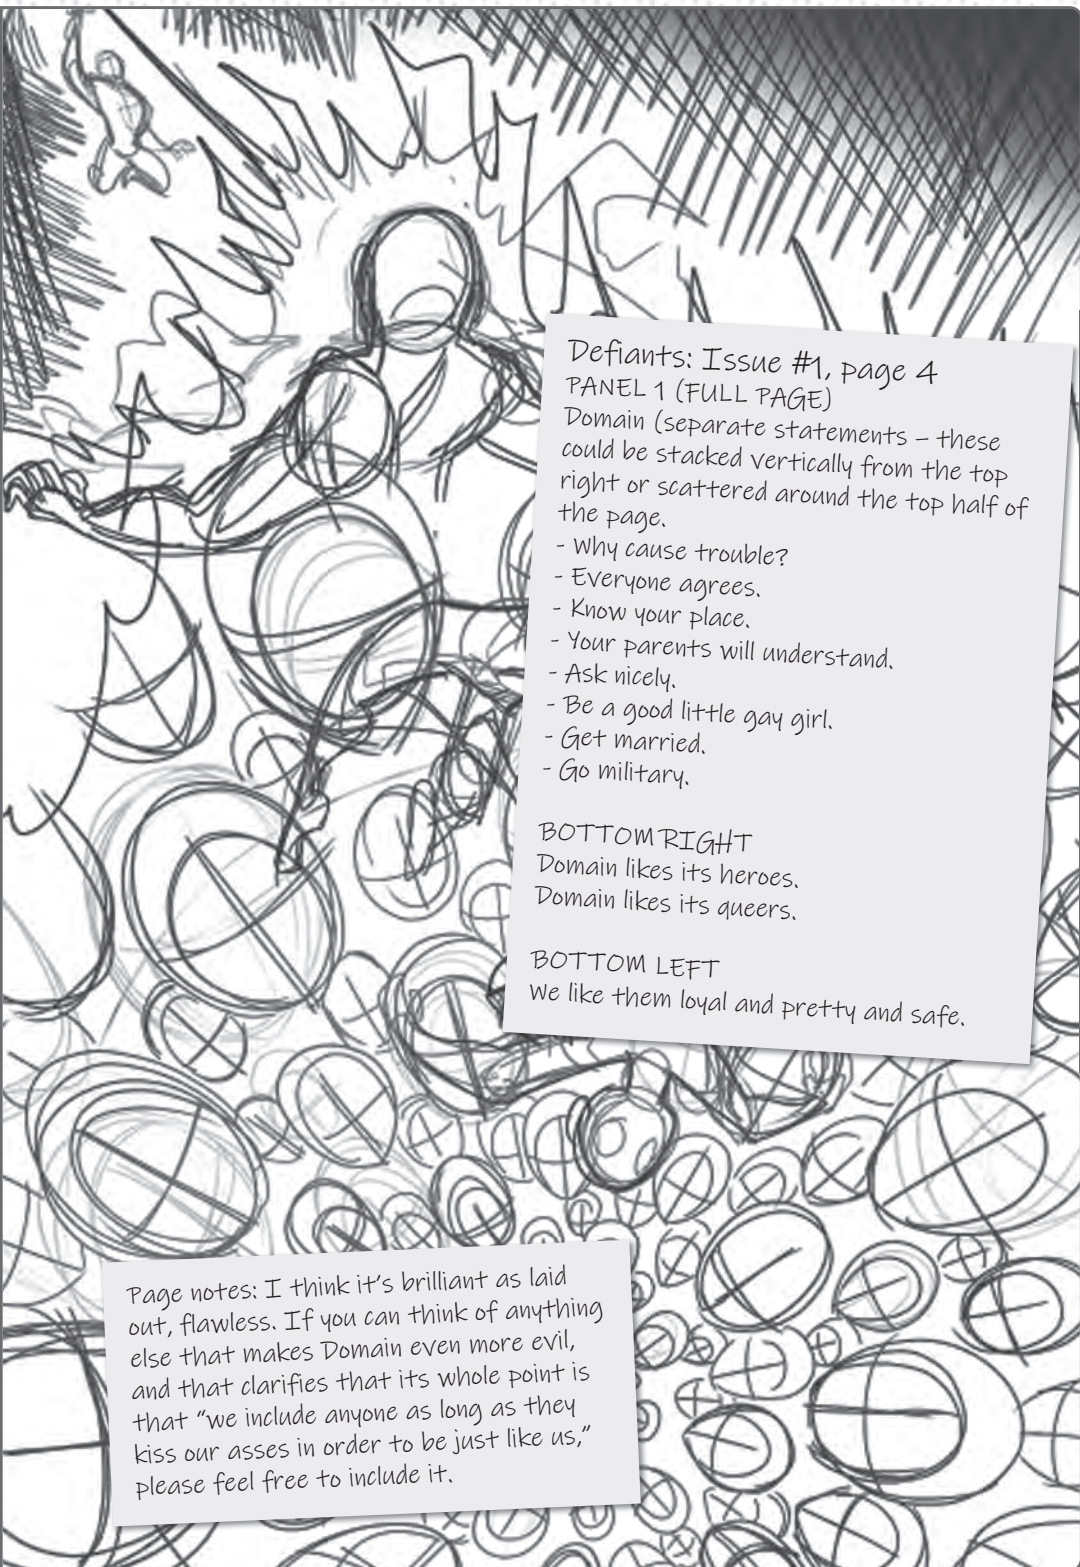 Defiants: Issue #1, page 4
PANEL 1 (FULL PAGE)
Domain (separate statements – these
could be stacked vertically from the top
right or scattered around the top half of
the page.
- Why cause trouble?
- Everyone agrees.
- Know your place.
- Your parents will understand.
- Ask nicely.
- Be a good little gay girl.
- Get married.
- Go military.
BOTTOM RIGHT
Domain likes its heroes.
Domain likes its queers.
BOTTOM LEFT
We like them loyal and pretty and safe.
Page notes: I think it's brilliant as laid
out, flawless. If you can think of anything
else that makes Domain even more evil,
and that clarifies that its whole point is
that “we include anyone as long as they
kiss our asses in order to be just like us,”
please feel free to include it.